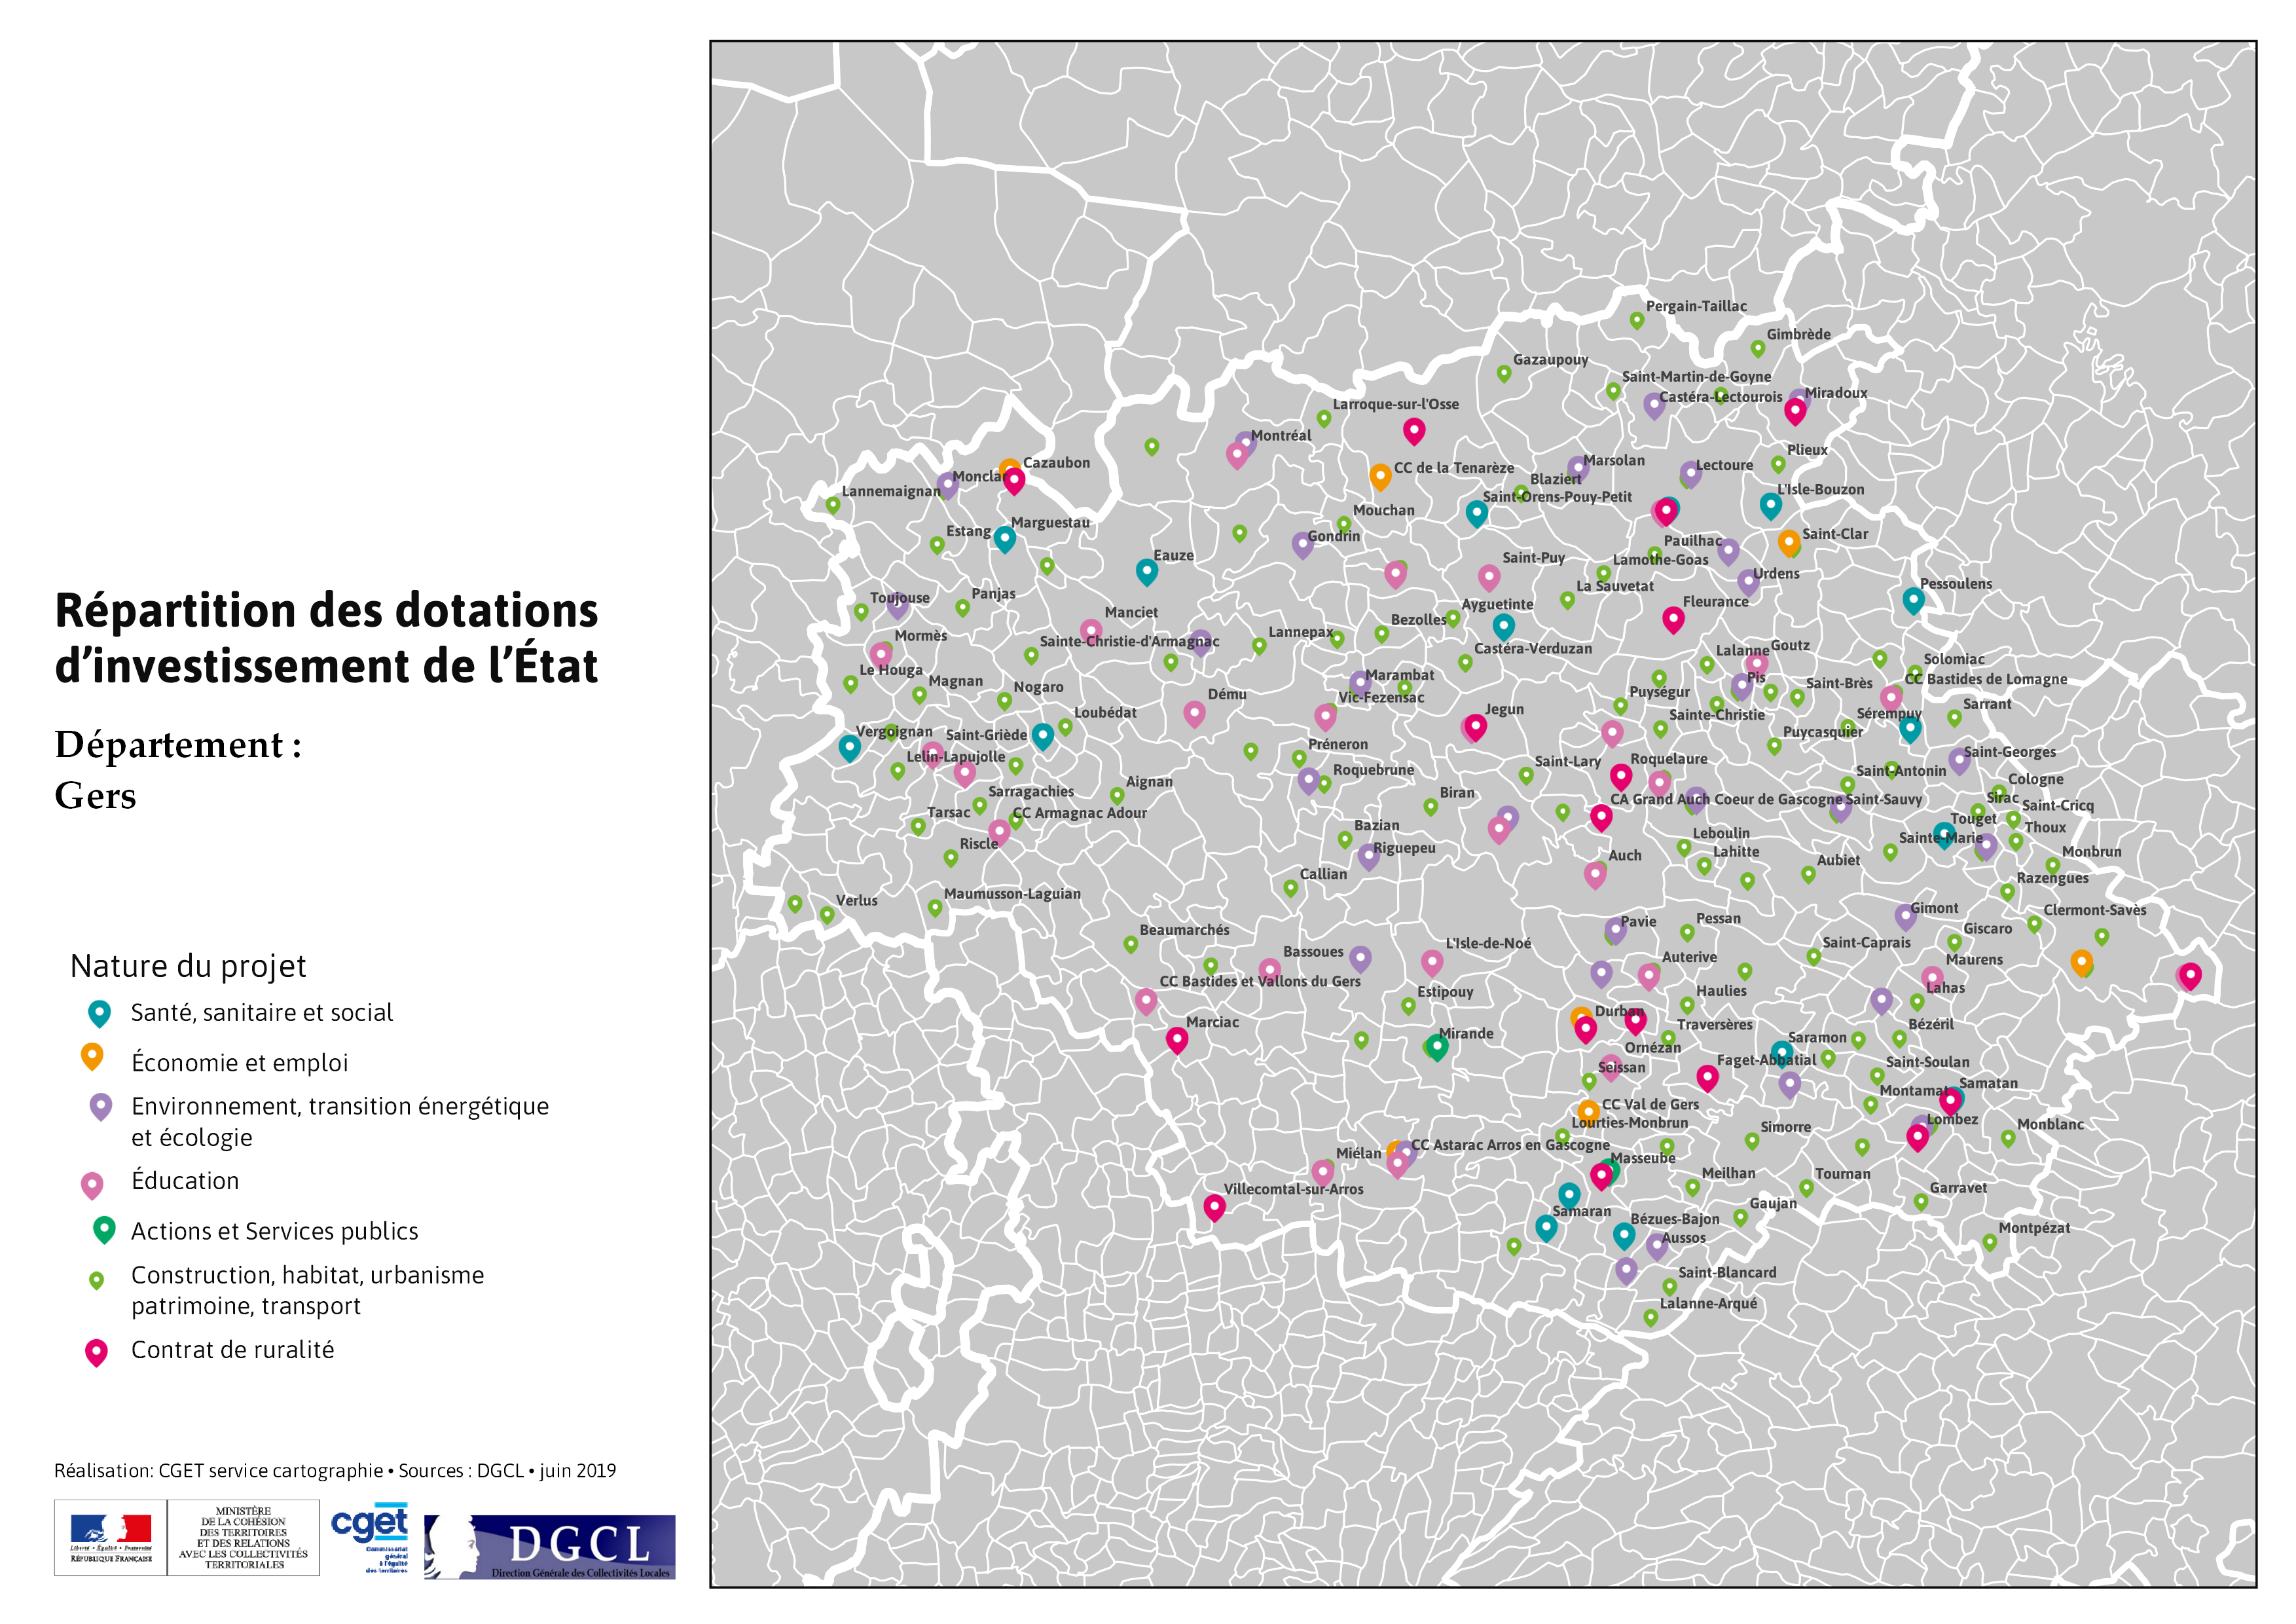 Répartition des dotations
d'investissement de l'État
Département :
Gers
Nature du projet
Santé, sanitaire et social
Économie et emploi
Environnement, transition énergétique
et écologie
Éducation
Actions et Services publics
Construction, habitat, urbanisme
patrimoine, transport
Contrat de ruralité
Réalisation: CGET service cartographie • Sources : DGCL • juin 2019
Liberté • Égalité • Fraternité
RÉPUBLIQUE FRANÇAISE
MINISTÈRE
DE LA COHÉSION
DES TERRITOIRES
ET DES RELATIONS
AVEC LES COLLECTIVITÉS
TERRITORIALES
cget
Commissariat
général
à l'égalité
des territoires
DGCL
Direction Générale des Collectivités Locales
Pergain-Taillac
Gimbrède
Gazaupouy
Saint-Martin-de-Goyne
Castéra-Lectourois
Miradoux
Larroque-sur-l'Osse
Montréal
Plieux
Cazaubon
Monclar
CC de la Tenarèze
Marsolan
Lectoure
Blaziert
Lannemaignan
Saint-Orens-Pouy-Petit
L'Isle-Bouzon
Mouchan
Marguestau
Estang
Gondrin
Saint-Clar
Pauilhac
Eauze
Saint-Puy
Lamothe-Goas
Urdens
La Sauvetat
Pessoulens
Toujouse
Panjas
Manciet
Ayguetinte
Fleurance
Bezolles
Mormès
Sainte-Christie-d'Armagnac
Lannepax
Castéra-Verduzan
Lalanne
Goutz
Solomiac
Le Houga
Magnan
Nogaro
Marambat
Pis
CC Bastides de Lomagne
Saint-Brès
Dému
Vic-Fezensac
Puységur
Sarrant
Loubédat
Jegun
Sainte-Christie
Sérempuy
Vergoignan
Saint-Griède
Puycasquier
Préneron
Saint-Georges
Lelin-Lapujolle
Roquebrune
Saint-Lary
Roquelaure
Saint-Antonin
Cologne
Aignan
Sarragachies
Biran
CA Grand Auch Coeur de Gascogne
Saint-Sauvy
Sirac
Saint-Cricq
Tarsac
CC Armagnac Adour
Touget
Bazian
Leboulin
Thoux
Riscle
Riguepeu
Sainte-Marie
Auch
Lahitte
Aubiet
Monbrun
Callian
Razengues
Verlus
Maumusson-Laguian
Gimont
Clermont-Savès
Beaumarchés
Pavie
Pessan
Giscaro
Bassoues
L'Isle-de-Noé
Saint-Caprais
Auterive
Maurens
CC Bastides et Vallons du Gers
Estipouy
Haulies
Lahas
Marciac
Durban
Mirande
Traversères
Bézéril
Saramon
Ornézan
Seissan
Faget-Abbatial
Saint-Soulan
Montamat
Samatan
CC Val de Gers
Lourties-Monbrun
Lombez
Simorre
Monblanc
CC Astarac Arros en Gascogne
Miélan
Masseube
Meilhan
Tournan
Villecomtal-sur-Arros
Garravet
Samaran
Gaujan
Bézues-Bajon
Montpézat
Aussos
Saint-Blancard
Lalanne-Arqué